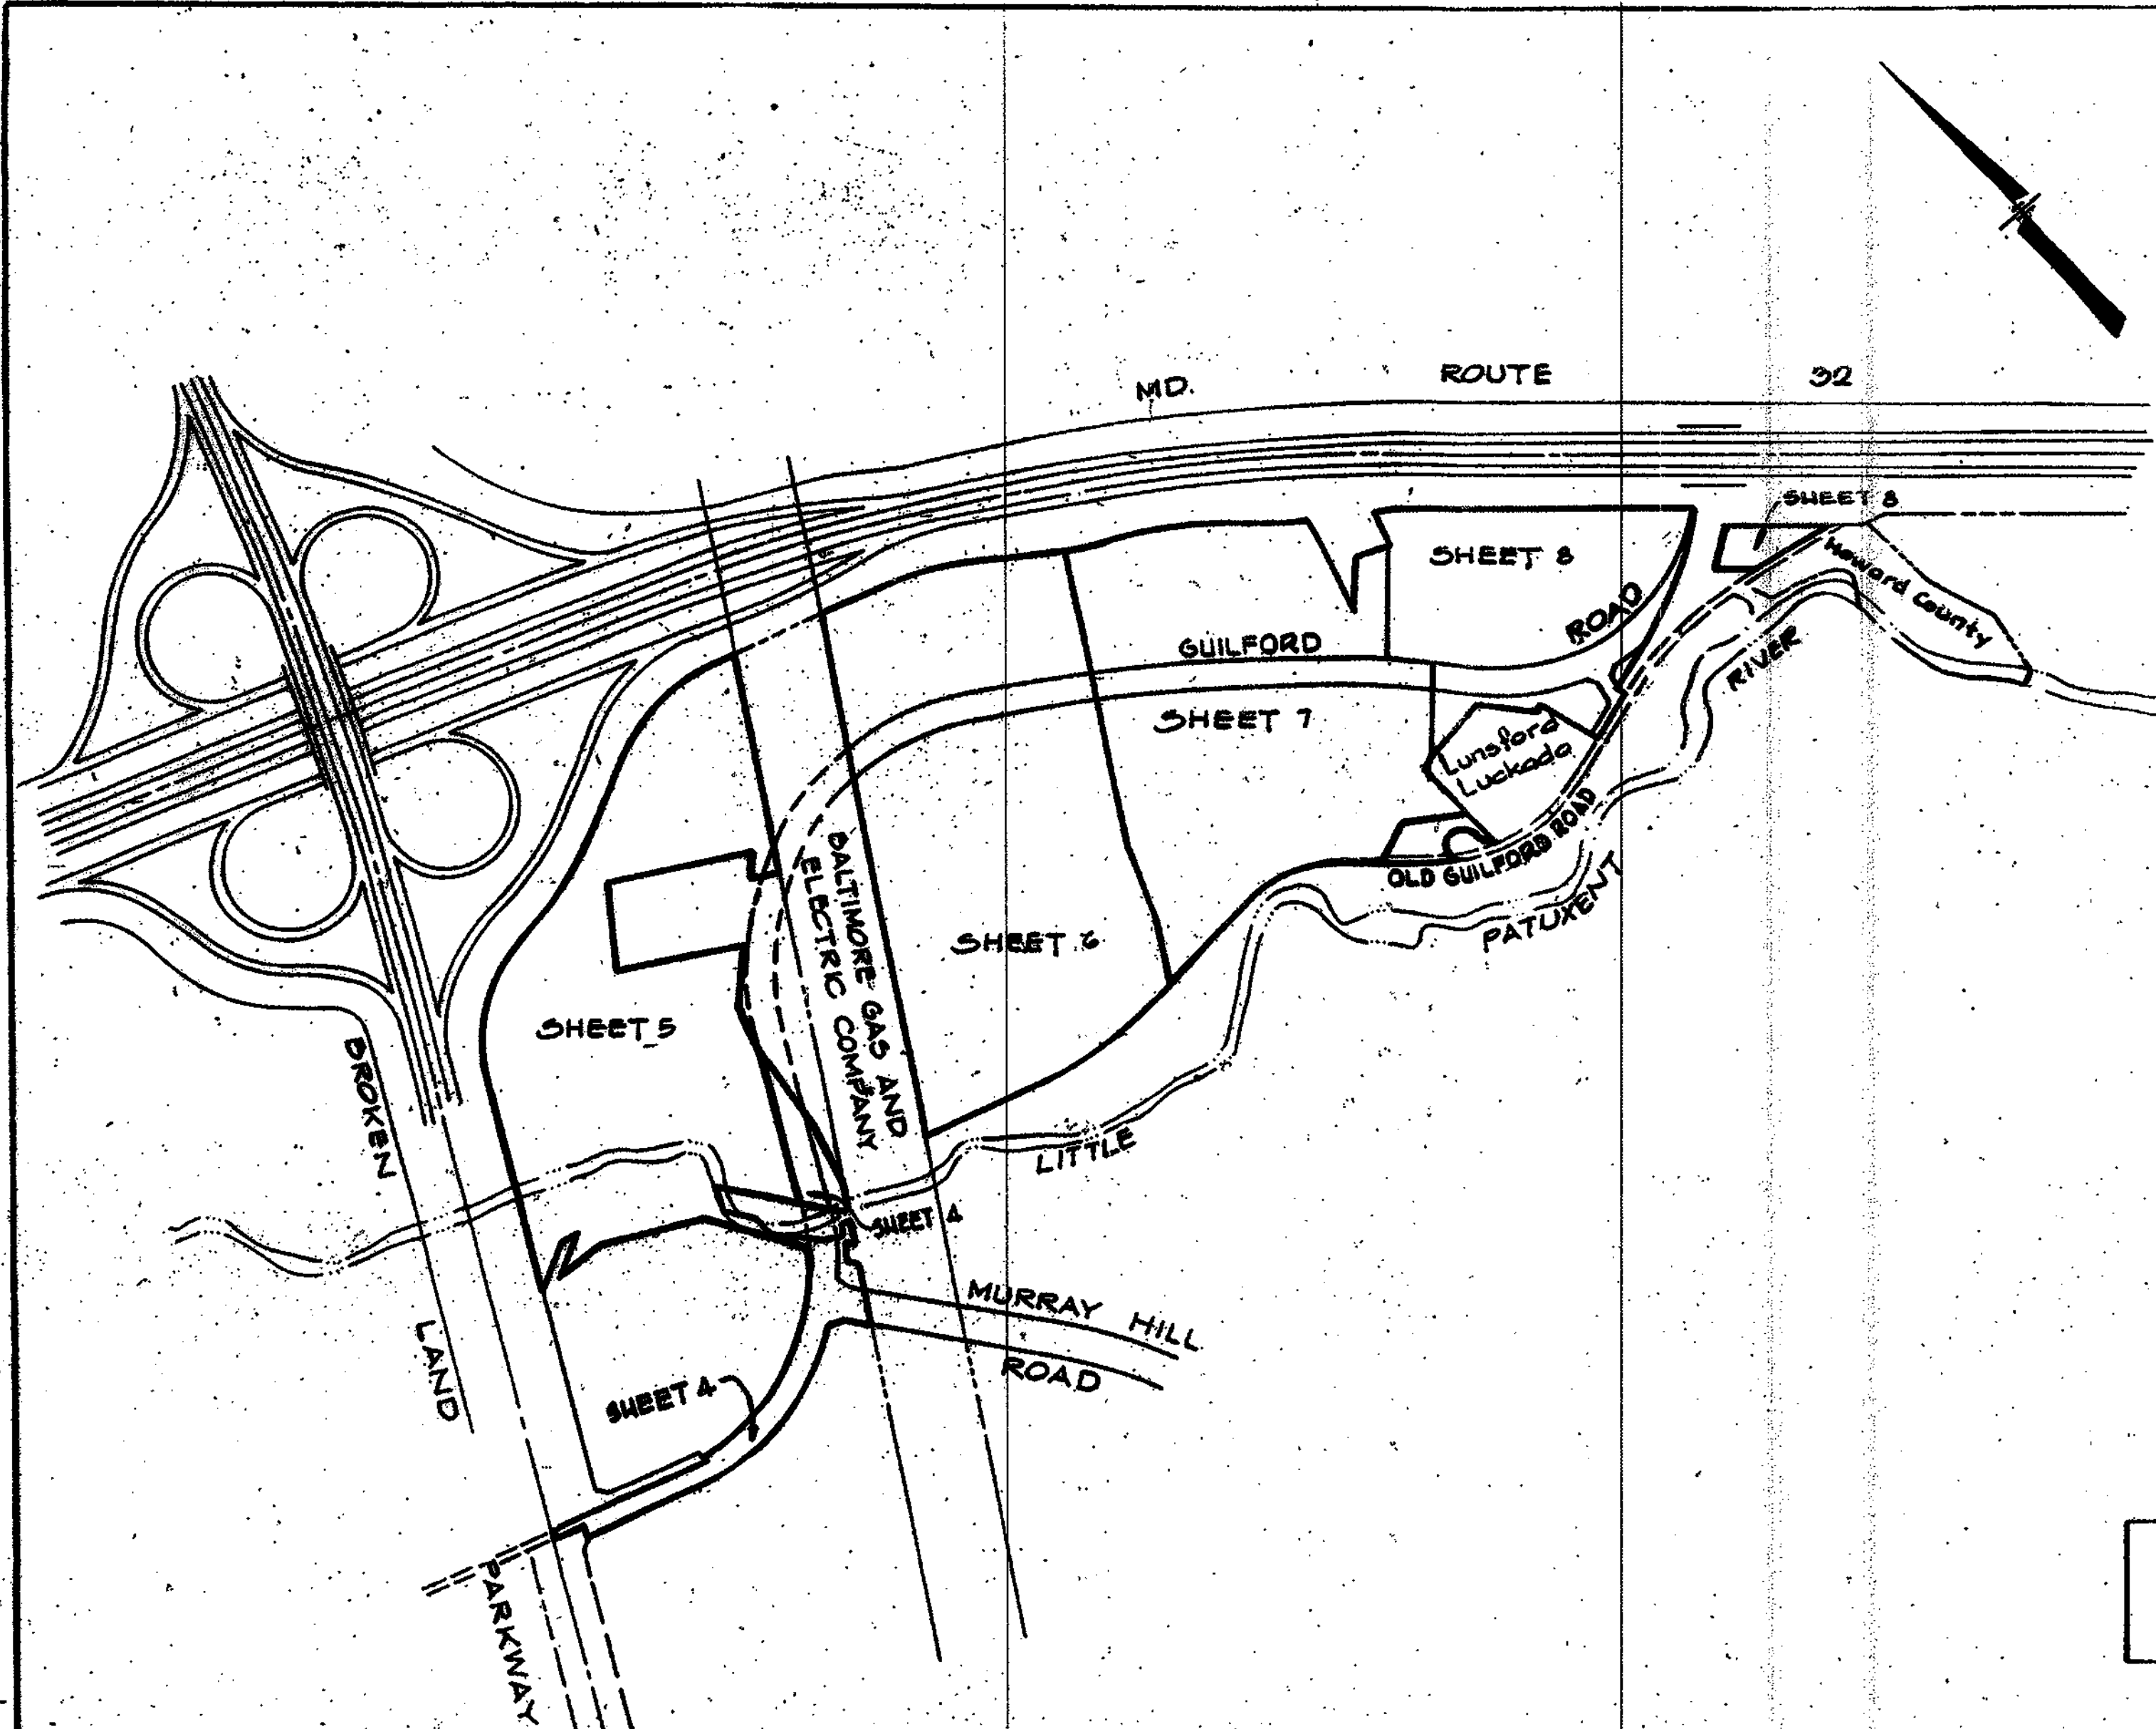 MD. ROUTE 32
SHEET 8
SHEET 8
Howard County
GUILFORD ROAD
RIVER
SHEET 7
Lunsford
Luckado
OLD GUILFORD ROAD
PATUXENT
BALTIMORE GAS AND
ELECTRIC COMPANY
SHEET 6
SHEET 5
BROKEN
LITTLE
SHEET 4
MURRAY HILL
ROAD
LAND
SHEET 4
PARKWAY